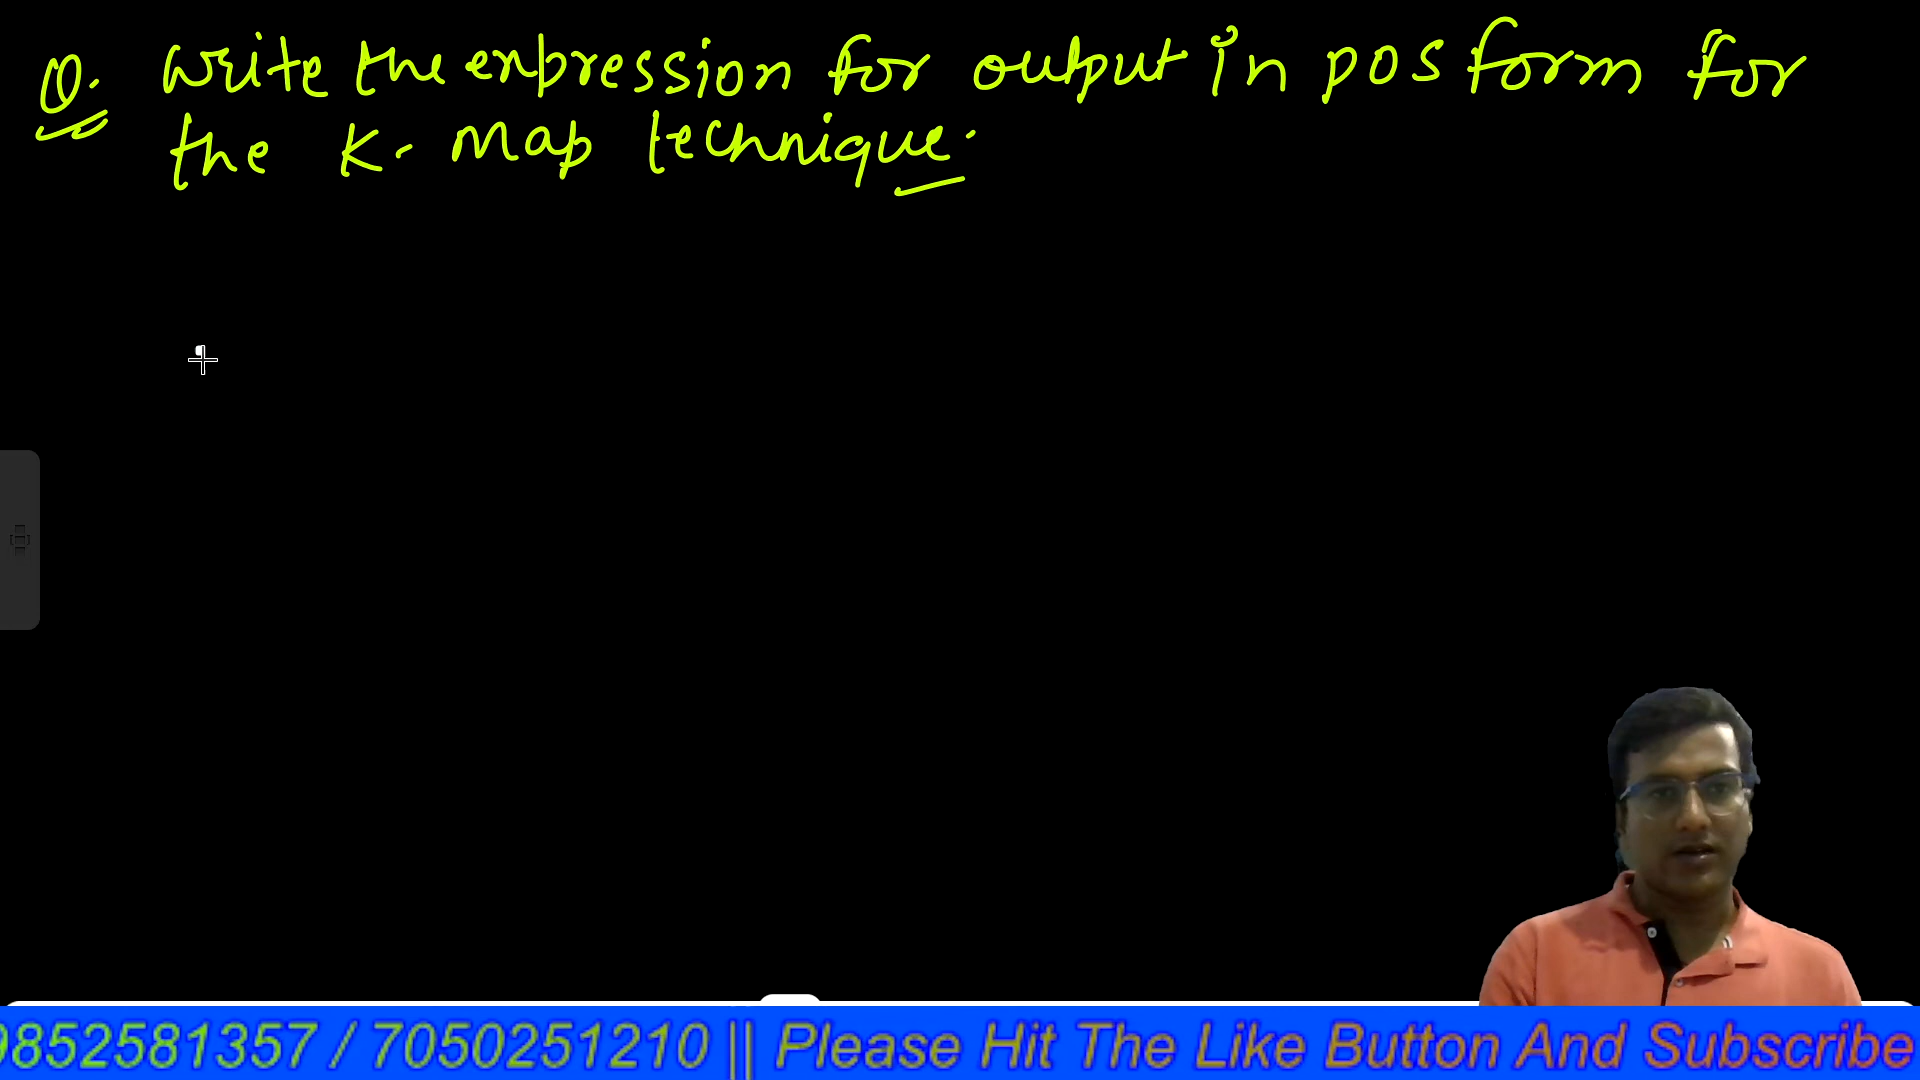 Q. Write the expression for output in pos form for
the K-Map technique.
9852581357 / 7050251210 || Please Hit The Like Button And Subscribe